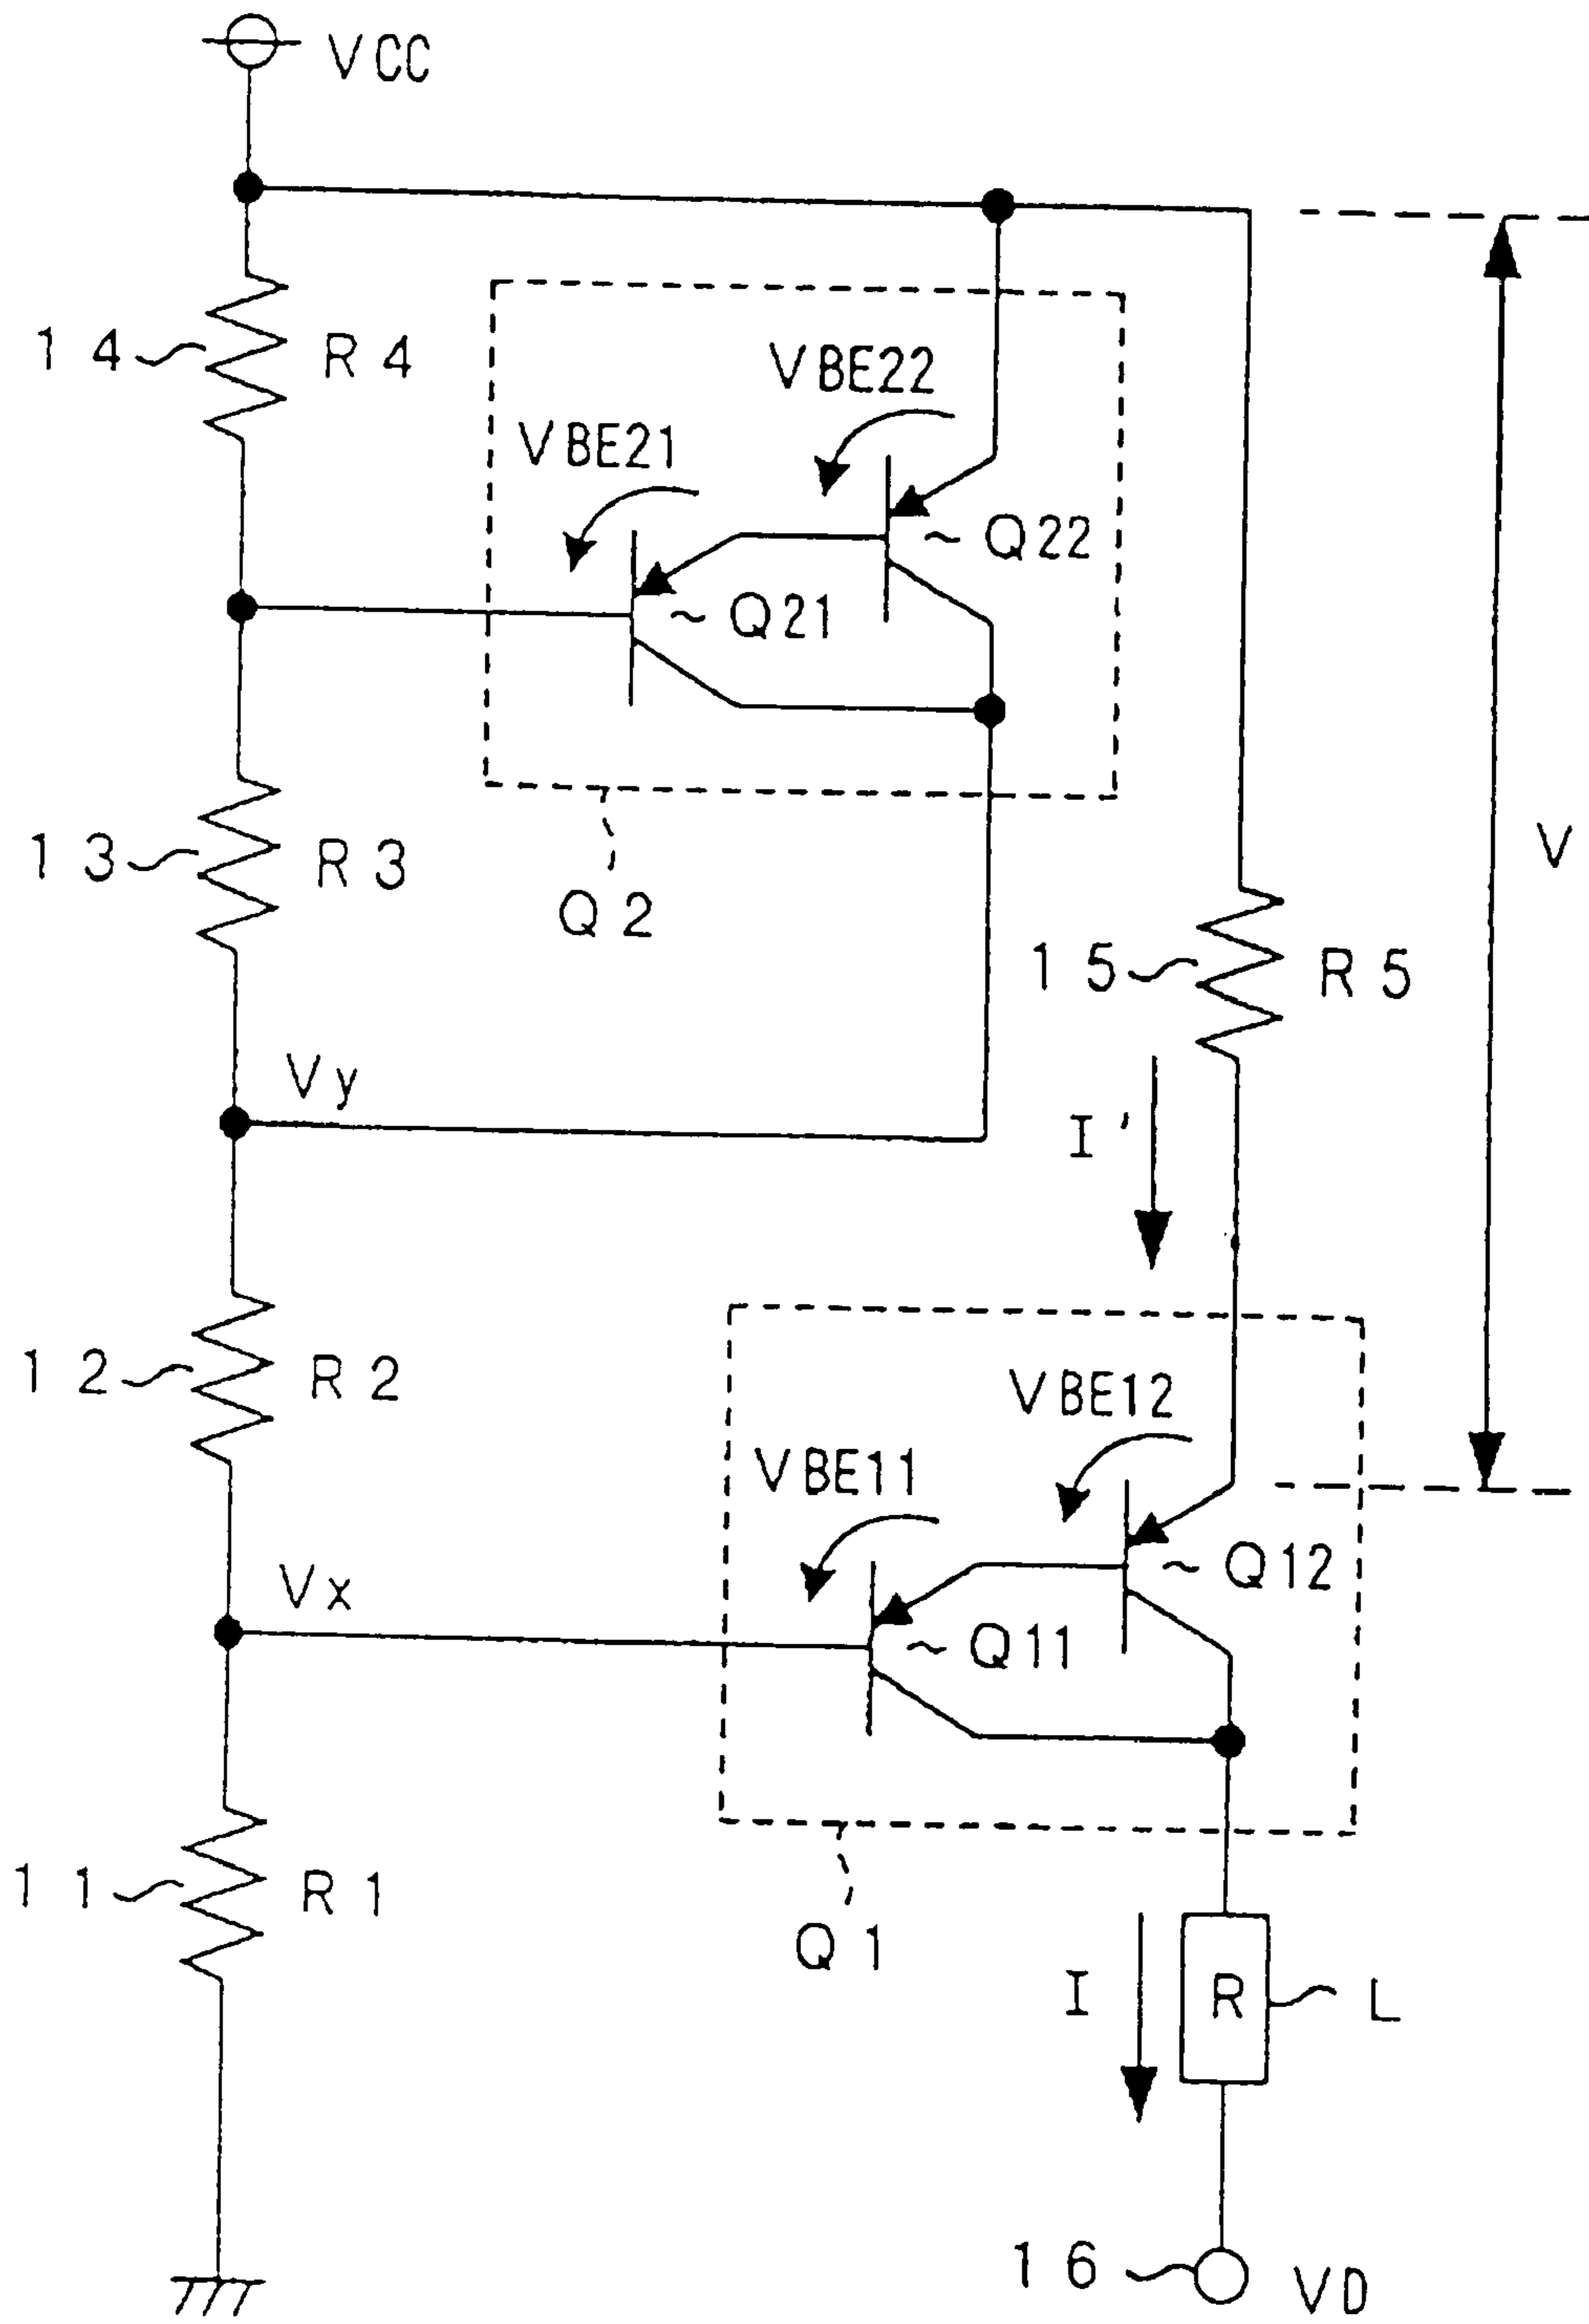 VCC
14 R4
VBE22
VBE21
Q22
Q21
13 R3
V
Q2
15 R5
Vy
I'
12 R2
VBE12
VBE11
Vx
Q12
Q11
11 R1
Q1
I R L
16 VD